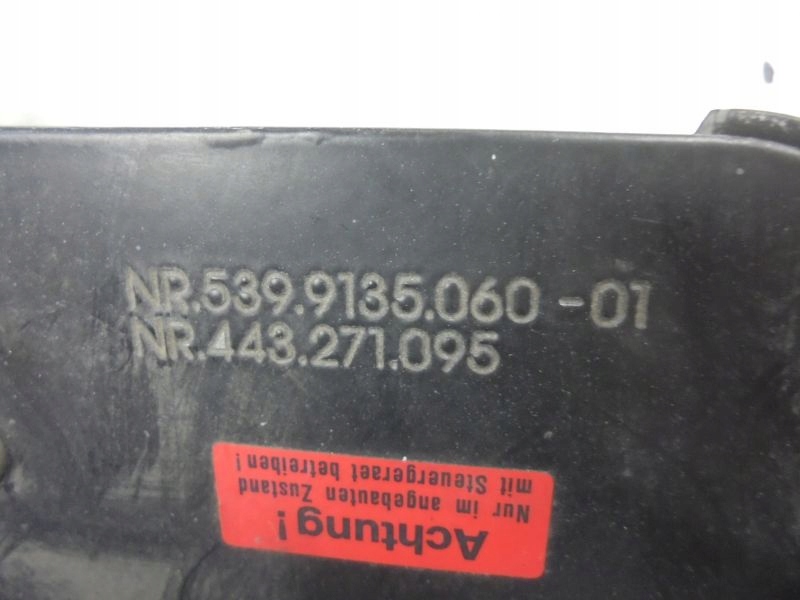 NR.539.9135.060-01
NR.443.271.095
Achtung!
Nur im angebauten Zustand
mit Steuergeraet betreiben!